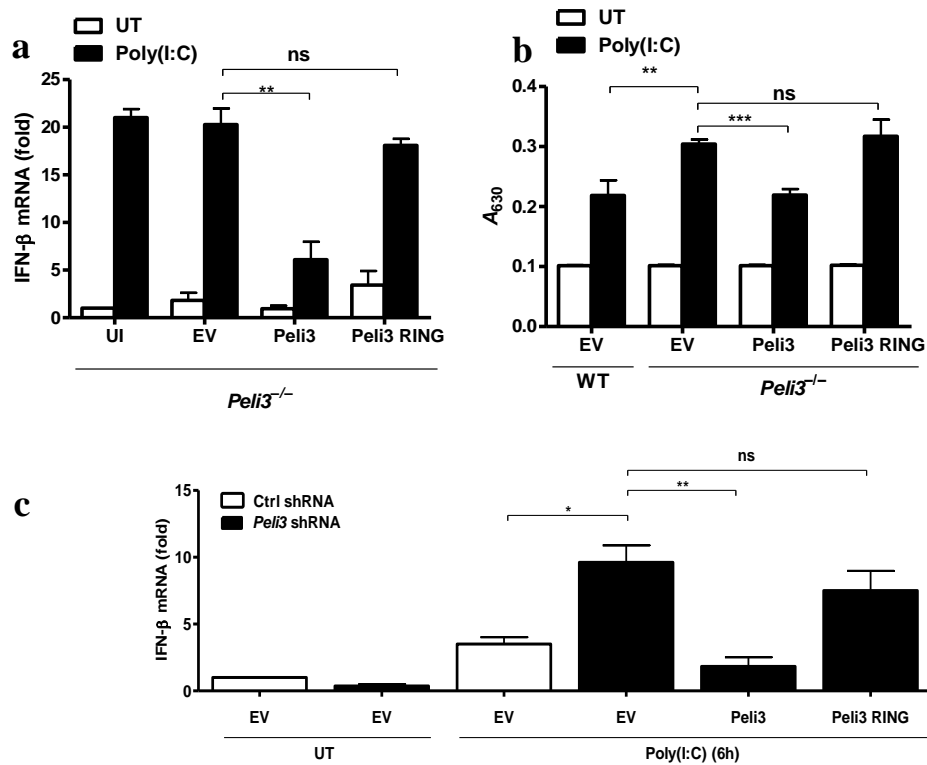 a
UT
Poly(I:C)
ns
**
25
20
15
10
5
0
IFN-β mRNA (fold)
UI EV Peli3 Peli3 RING
Peli3–/–
b
UT
Poly(I:C)
**
ns
***
0.4
0.3
0.2
0.1
0.0
A630
EV EV Peli3 Peli3 RING
WT Peli3–/–
c
Ctrl shRNA
Peli3 shRNA
ns
**
*
15
10
5
0
IFN-β mRNA (fold)
EV EV EV EV Peli3 Peli3 RING
UT Poly(I:C) (6h)